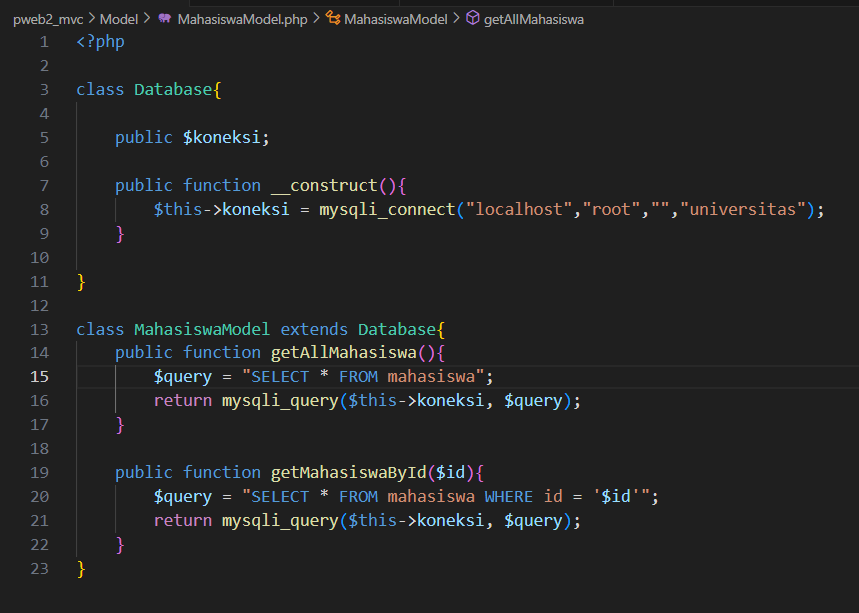 pweb2_mvc > Model > MahasiswaModel.php > MahasiswaModel > getAllMahasiswa
1 <?php
2
3 class Database{
4
5     public $koneksi;
6
7     public function __construct(){
8         $this->koneksi = mysqli_connect("localhost","root","","universitas");
9     }
10
11 }
12
13 class MahasiswaModel extends Database{
14     public function getAllMahasiswa(){
15         $query = "SELECT * FROM mahasiswa";
16         return mysqli_query($this->koneksi, $query);
17     }
18
19     public function getMahasiswaById($id){
20         $query = "SELECT * FROM mahasiswa WHERE id = '$id'";
21         return mysqli_query($this->koneksi, $query);
22     }
23 }